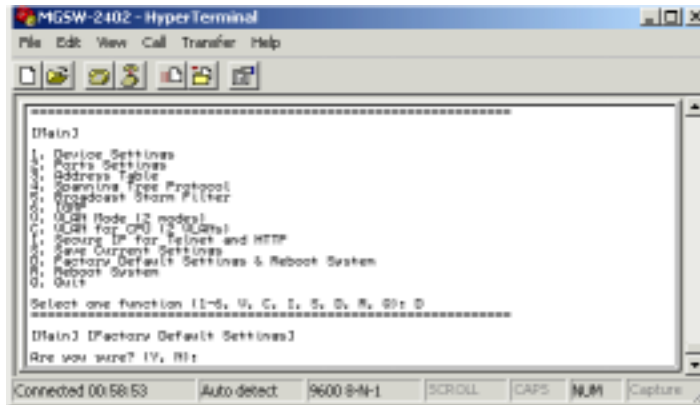 MGSW-2402 - HyperTerminal
File Edit View Call Transfer Help
[Main]
1. Device Settings
2. Ports Settings
3. Address Table
4. Spanning Tree Protocol
5. Broadcast Storm Filter
6. IGMP
V. VLAN Mode (2 modes)
C. VLAN for CPU (2 VLANs)
I. Secure IP for Telnet and HTTP
S. Save Current Settings
D. Factory Default Settings & Reboot System
R. Reboot System
Q. Quit
Select one function (1-6, V, C, I, S, D, R, Q): D
[Main] [Factory Default Settings]
Are you sure? (Y, N):
Connected 00:58:53 Auto detect 9600 8-N-1 SCROLL CAPS NUM Capture